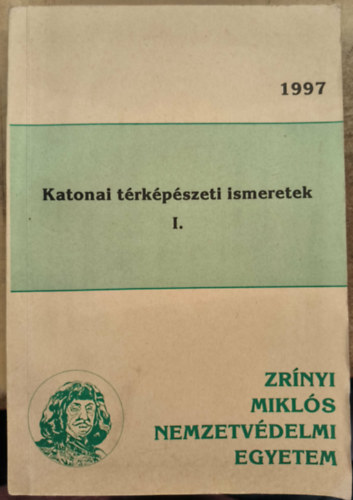 1997
Katonai térképészeti ismeretek
I.
ZRÍNYI
MIKLÓS
NEMZETVÉDELMI
EGYETEM